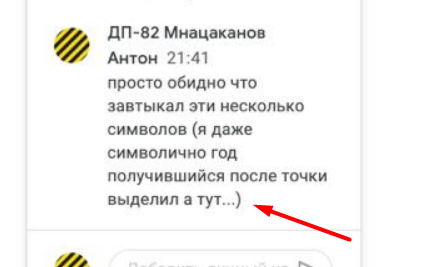 ДП-82 Мнацаканов
Антон 21:41
просто обидно что
завтыкал эти несколько
символов (я даже
символично год
получившийся после точки
выделил а тут...)